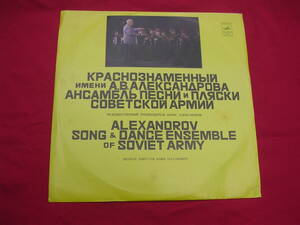 КРАСНОЗНАМЕННЫЙ
ИМЕНИ А.В.АЛЕКСАНДРОВА
АНСАМБЛЬ ПЕСНИ И ПЛЯСКИ
СОВЕТСКОЙ АРМИИ
ALEXANDROV
SONG & DANCE ENSEMBLE
OF SOVIET ARMY